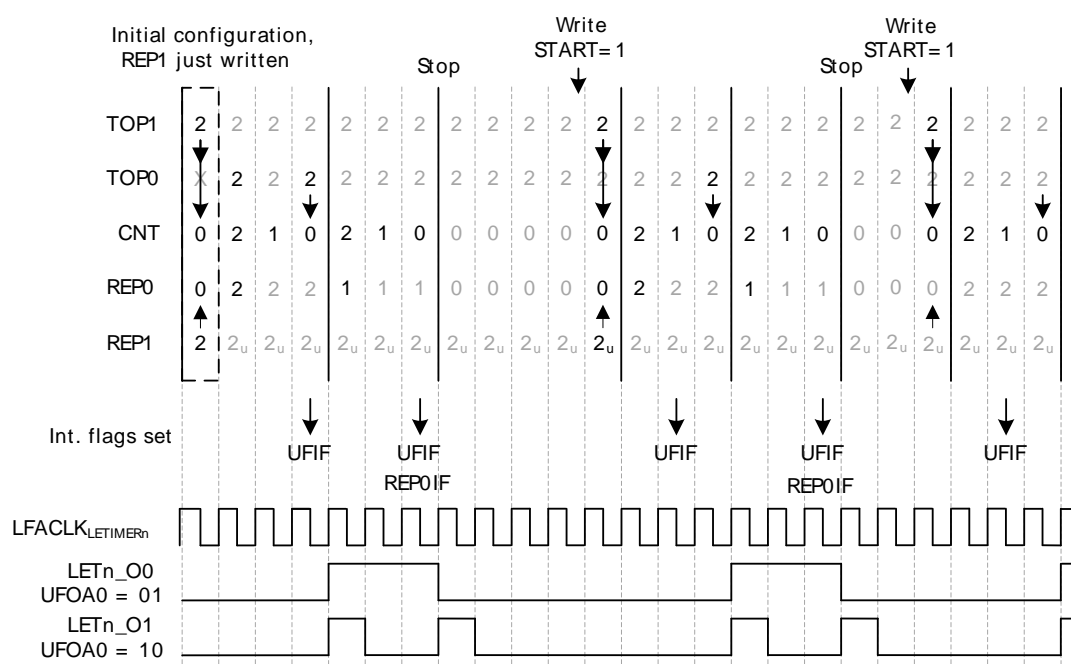 Initial configuration,
REP1 just written
Stop
Write
START=1
Stop
Write
START=1
TOP1 2 2 2 2 2 2 2 2 2 2 2 2 2 2 2 2 2 2 2 2 2 2 2 2
TOP0 X 2 2 2 2 2 2 2 2 2 2 2 2 2 2 2 2 2 2 2 2 2 2 2
CNT 0 2 1 0 2 1 0 0 0 0 0 0 2 1 0 2 1 0 0 0 0 2 1 0
REP0 0 2 2 2 1 1 1 0 0 0 0 0 2 2 2 1 1 1 0 0 0 2 2 2
REP1 2 2u 2u 2u 2u 2u 2u 2u 2u 2u 2u 2u 2u 2u 2u 2u 2u 2u 2u 2u 2u 2u 2u 2u
Int. flags set
UFIF UFIF UFIF UFIF UFIF
REP0IF REP0IF
LFACLKLETIMERn
LETn_O0
UFOA0 = 01
LETn_O1
UFOA0 = 10